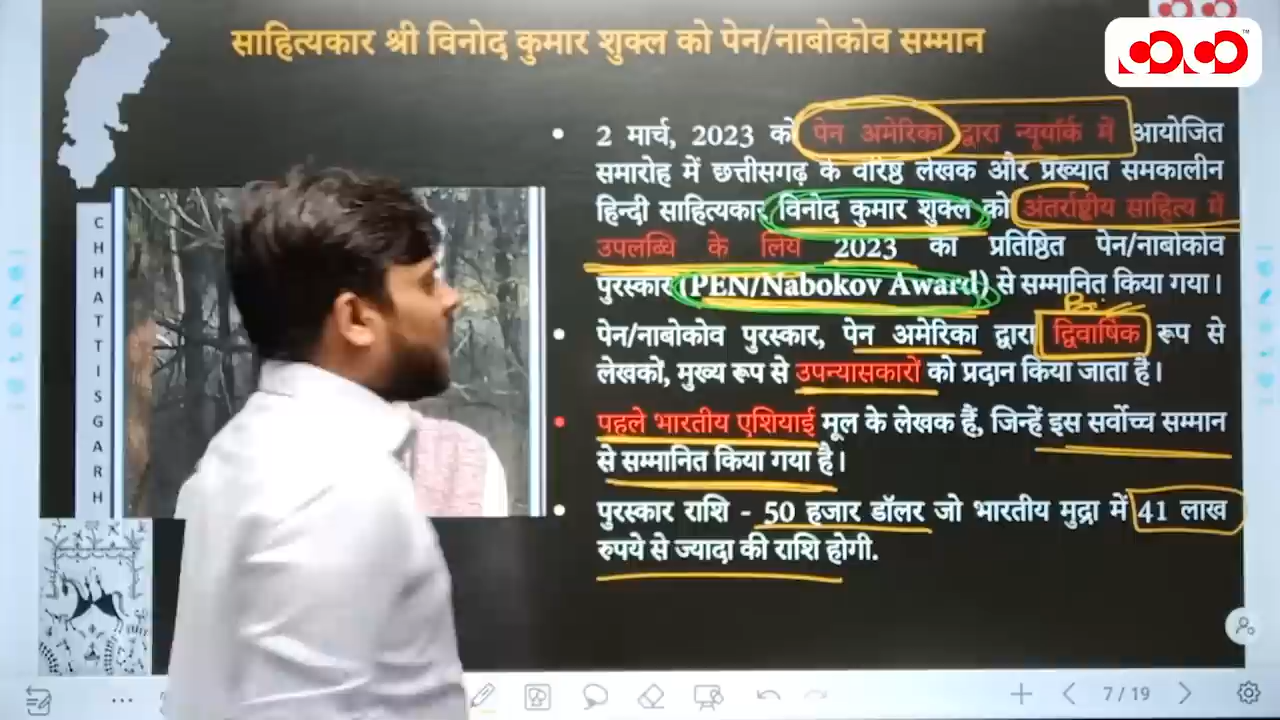 साहित्यकार श्री विनोद कुमार शुक्ल को पेन/नाबोकोव सम्मान
2 मार्च, 2023 को पेन अमेरिका द्वारा न्यूयॉर्क में आयोजित
समारोह में छत्तीसगढ़ के वरिष्ठ लेखक और प्रख्यात समकालीन
हिन्दी साहित्यकार विनोद कुमार शुक्ल को अंतर्राष्ट्रीय साहित्य में
उपलब्धि के लिये 2023 का प्रतिष्ठित पेन/नाबोकोव
पुरस्कार (PEN/Nabokov Award) से सम्मानित किया गया।
पेन/नाबोकोव पुरस्कार, पेन अमेरिका द्वारा द्विवार्षिक रूप से
लेखकों, मुख्य रूप से उपन्यासकारों को प्रदान किया जाता है।
पहले भारतीय एशियाई मूल के लेखक हैं, जिन्हें इस सर्वोच्च सम्मान
से सम्मानित किया गया है।
पुरस्कार राशि - 50 हजार डॉलर जो भारतीय मुद्रा में 41 लाख
रुपये से ज्यादा की राशि होगी.
CHHATTISGARH
7 / 19